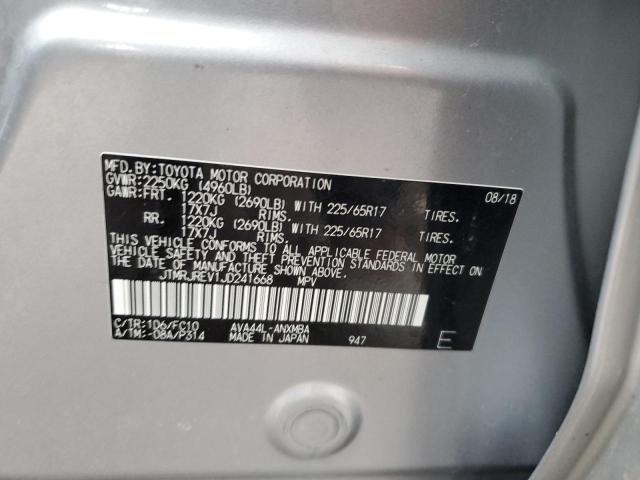 MFD.BY:TOYOTA MOTOR CORPORATION 08/18
GVWR:2250KG (4960LB)
GAWR:FRT. 1220KG (2690LB) WITH 225/65R17 TIRES.
17X7J RIMS.
RR. 1220KG (2690LB) WITH 225/65R17 TIRES.
17X7J RIMS.
THIS VEHICLE CONFORMS TO ALL APPLICABLE FEDERAL MOTOR
VEHICLE SAFETY AND THEFT PREVENTION STANDARDS IN EFFECT ON
THE DATE OF MANUFACTURE SHOWN ABOVE.
JTMRJREV1JD241668 MPV
C/TR:1D6/FC10 AVA44L-ANXMBA
A/TM:-08A/P314 MADE IN JAPAN 947 E